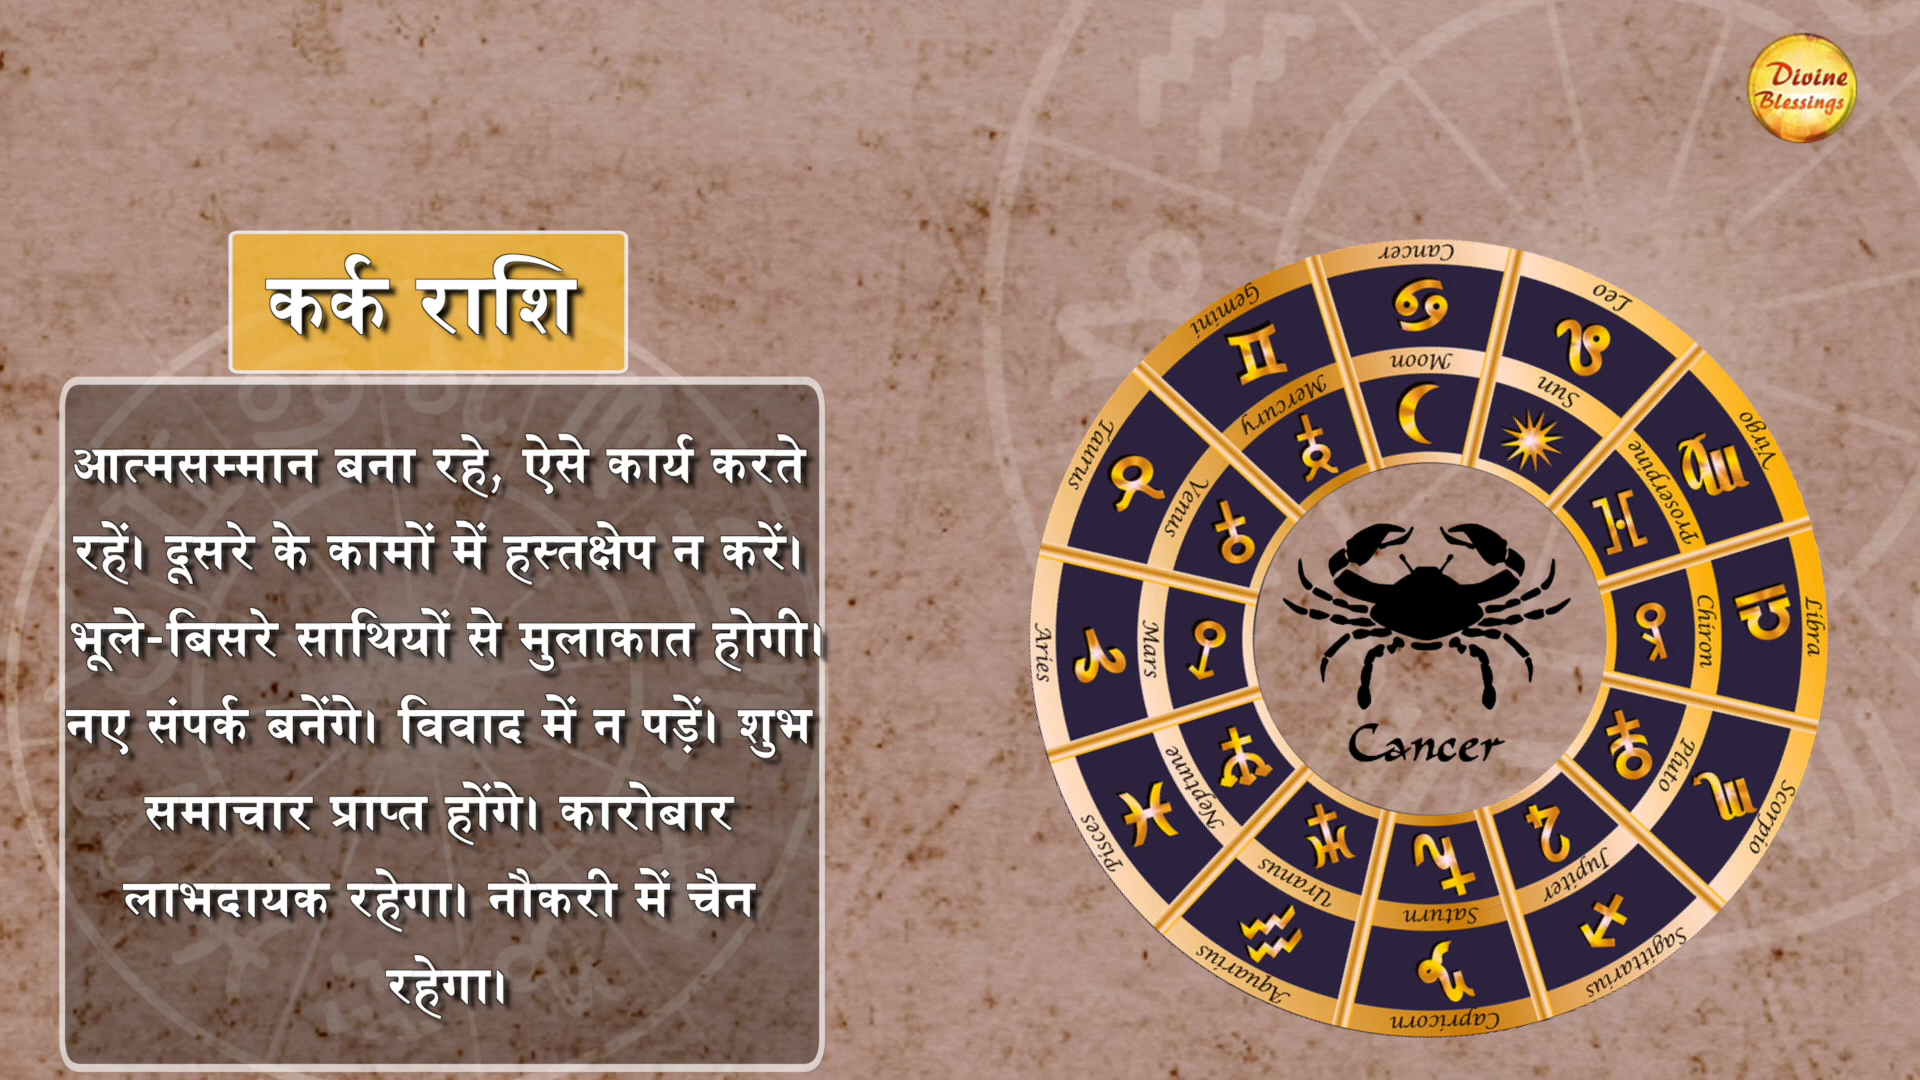 Divine
Blessings
कर्क राशि
आत्मसम्मान बना रहे, ऐसे कार्य करते
रहें। दूसरे के कामों में हस्तक्षेप न करें।
भूले-बिसरे साथियों से मुलाकात होगी।
नए संपर्क बनेंगे। विवाद में न पड़ें। शुभ
समाचार प्राप्त होंगे। कारोबार
लाभदायक रहेगा। नौकरी में चैन
रहेगा।
Cancer
Leo
Virgo
Libra
Scorpio
Sagittarius
Capricorn
Aquarius
Pisces
Aries
Taurus
Gemini
Moon
Sun
Proserpine
Chiron
Pluto
Jupiter
Saturn
Uranus
Neptune
Mars
Venus
Mercury
Cancer